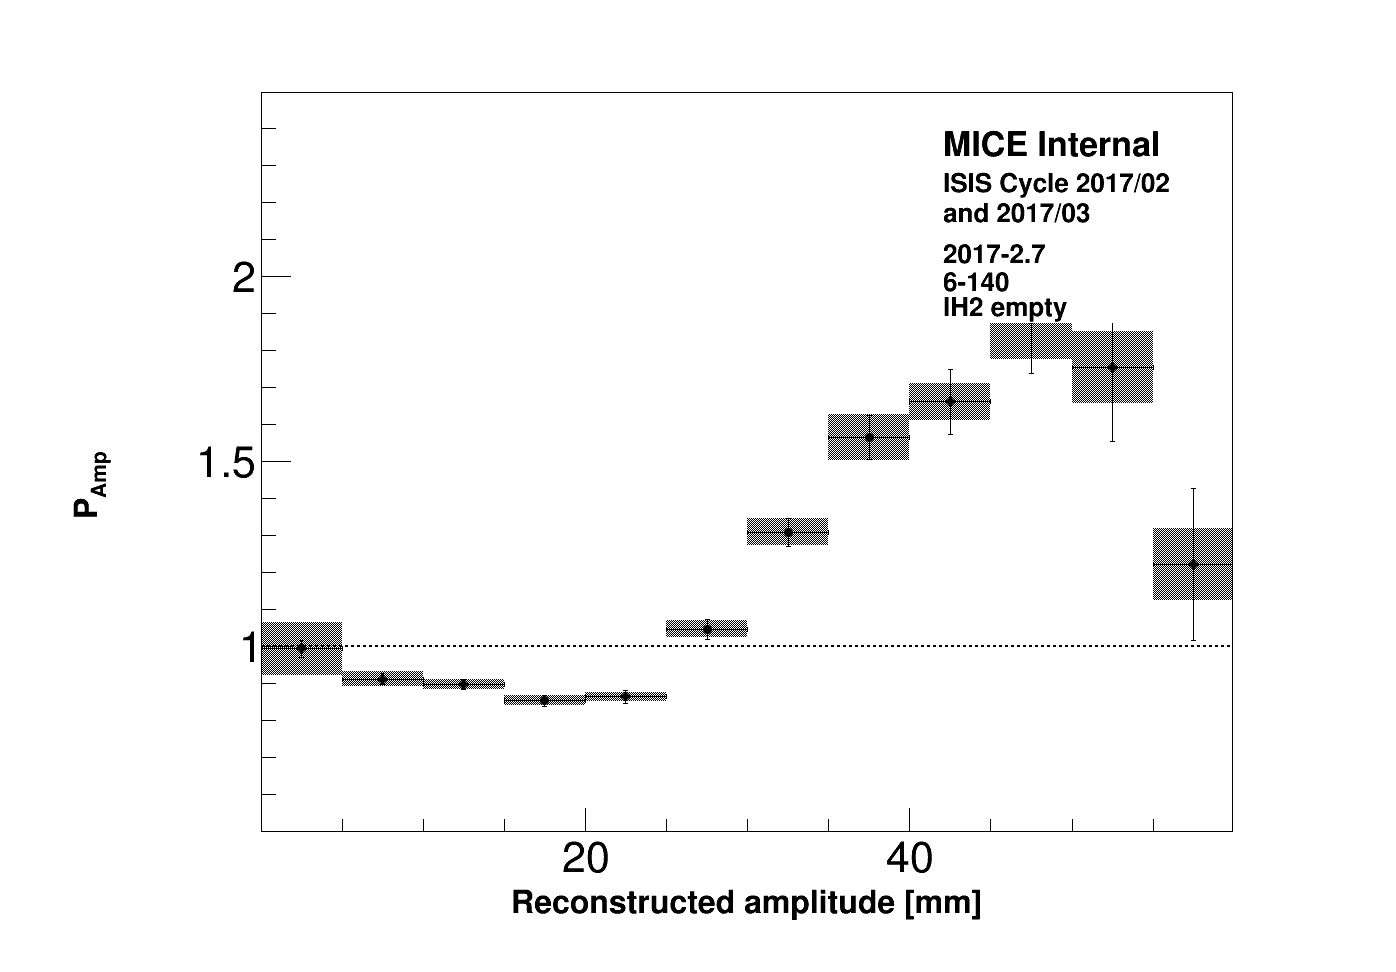 MICE Internal
ISIS Cycle 2017/02
and 2017/03
2017-2.7
6-140
IH2 empty
2
1.5
1
P_Amp
20
40
Reconstructed amplitude [mm]